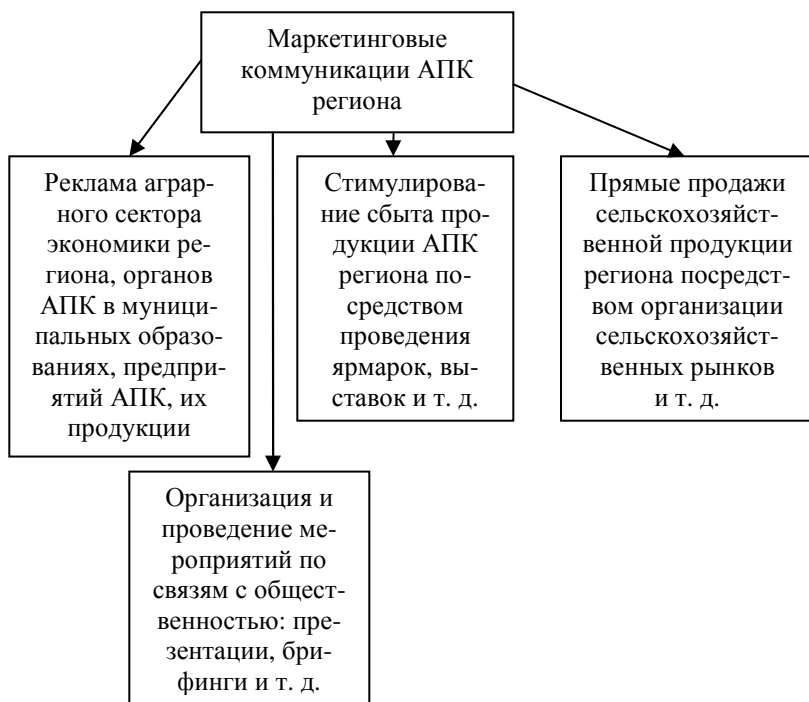 Маркетинговые
коммуникации АПК
региона
Реклама аграр-
ного сектора
экономики ре-
гиона, органов
АПК в муници-
пальных образо-
ваниях, предпри-
ятий АПК, их
продукции
Стимулирова-
ние сбыта про-
дукции АПК
региона по-
средством
проведения
ярмарок, вы-
ставок и т. д.
Прямые продажи
сельскохозяйст-
венной продукции
региона посредст-
вом организации
сельскохозяйст-
венных рынков
и т. д.
Организация и
проведение ме-
роприятий по
связям с общест-
венностью: пре-
зентации, бри-
финги и т. д.